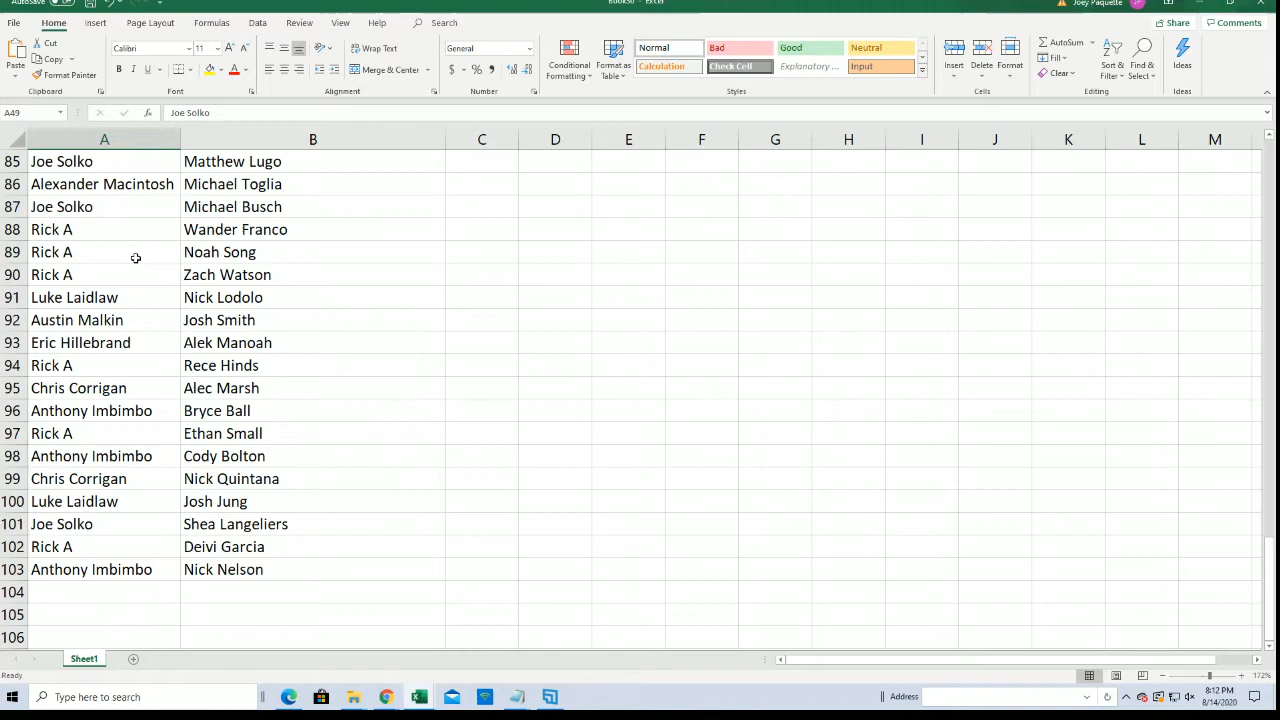 AutoSave Book30 - Excel Joey Paquette
File Home Insert Page Layout Formulas Data Review View Help Search Share Comments
Paste Cut Copy Format Painter Clipboard
Calibri 11 B I U Font
Wrap Text Merge & Center Alignment
General $ % Number
Conditional Formatting Format as Table
Normal Bad Good Neutral
Calculation Check Cell Explanatory ... Input
Styles
Insert Delete Format Cells
AutoSum Fill Clear Sort & Filter Find & Select Editing
Ideas Ideas
A49 fx Joe Solko
A B C D E F G H I J K L M
85 Joe Solko Matthew Lugo
86 Alexander Macintosh Michael Toglia
87 Joe Solko Michael Busch
88 Rick A Wander Franco
89 Rick A Noah Song
90 Rick A Zach Watson
91 Luke Laidlaw Nick Lodolo
92 Austin Malkin Josh Smith
93 Eric Hillebrand Alek Manoah
94 Rick A Rece Hinds
95 Chris Corrigan Alec Marsh
96 Anthony Imbimbo Bryce Ball
97 Rick A Ethan Small
98 Anthony Imbimbo Cody Bolton
99 Chris Corrigan Nick Quintana
100 Luke Laidlaw Josh Jung
101 Joe Solko Shea Langeliers
102 Rick A Deivi Garcia
103 Anthony Imbimbo Nick Nelson
104
105
106
Sheet1
Ready 172%
Type here to search Address 8:12 PM
8/14/2020